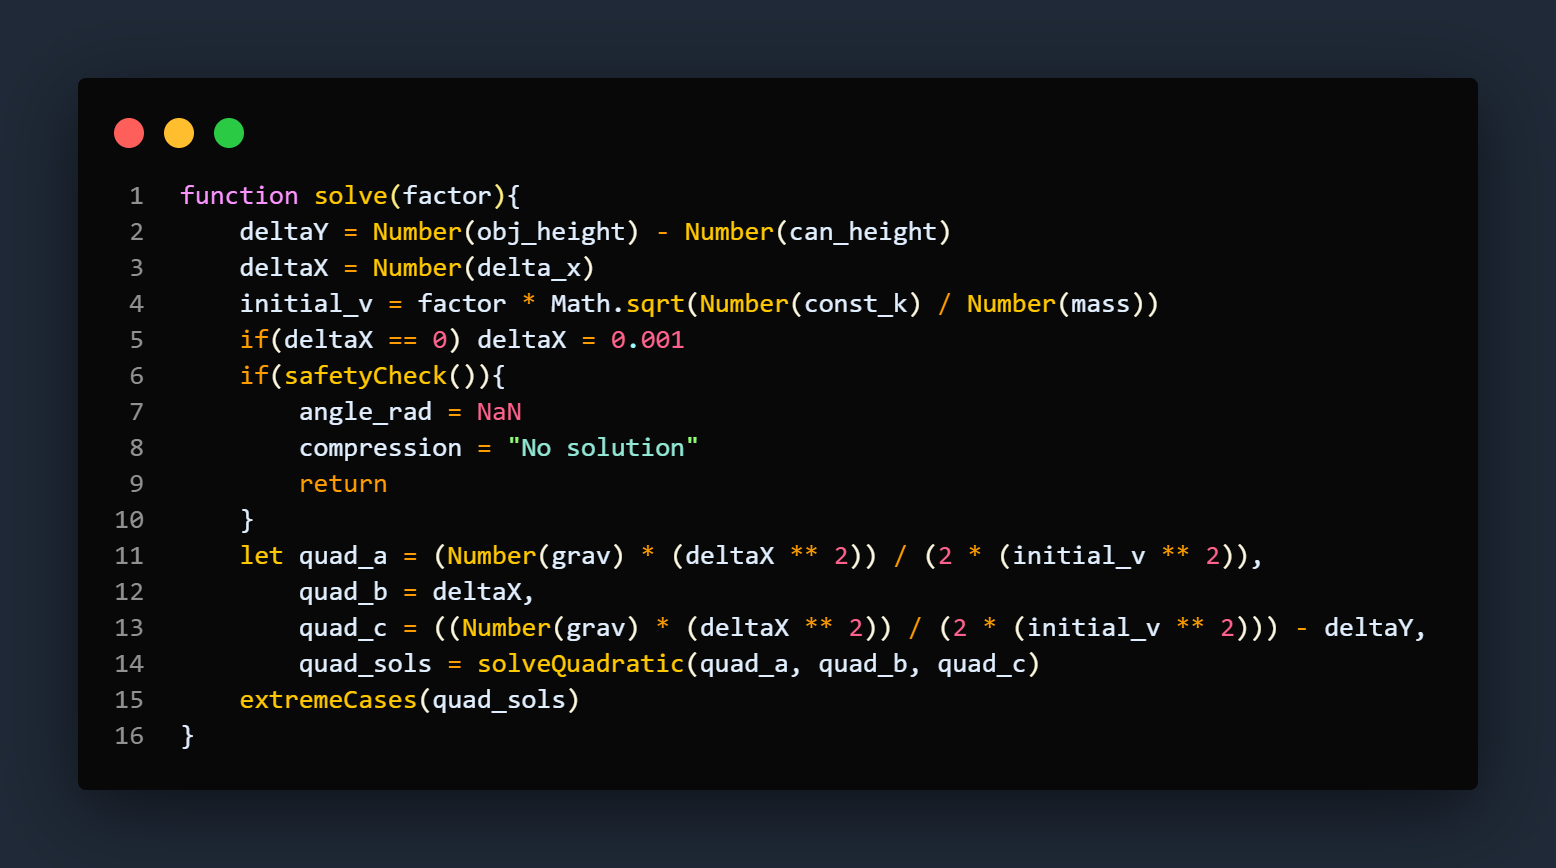 1 function solve(factor){
2     deltaY = Number(obj_height) - Number(can_height)
3     deltaX = Number(delta_x)
4     initial_v = factor * Math.sqrt(Number(const_k) / Number(mass))
5     if(deltaX == 0) deltaX = 0.001
6     if(safetyCheck()){
7         angle_rad = NaN
8         compression = "No solution"
9         return
10     }
11     let quad_a = (Number(grav) * (deltaX ** 2)) / (2 * (initial_v ** 2)),
12         quad_b = deltaX,
13         quad_c = ((Number(grav) * (deltaX ** 2)) / (2 * (initial_v ** 2))) - deltaY,
14         quad_sols = solveQuadratic(quad_a, quad_b, quad_c)
15     extremeCases(quad_sols)
16 }